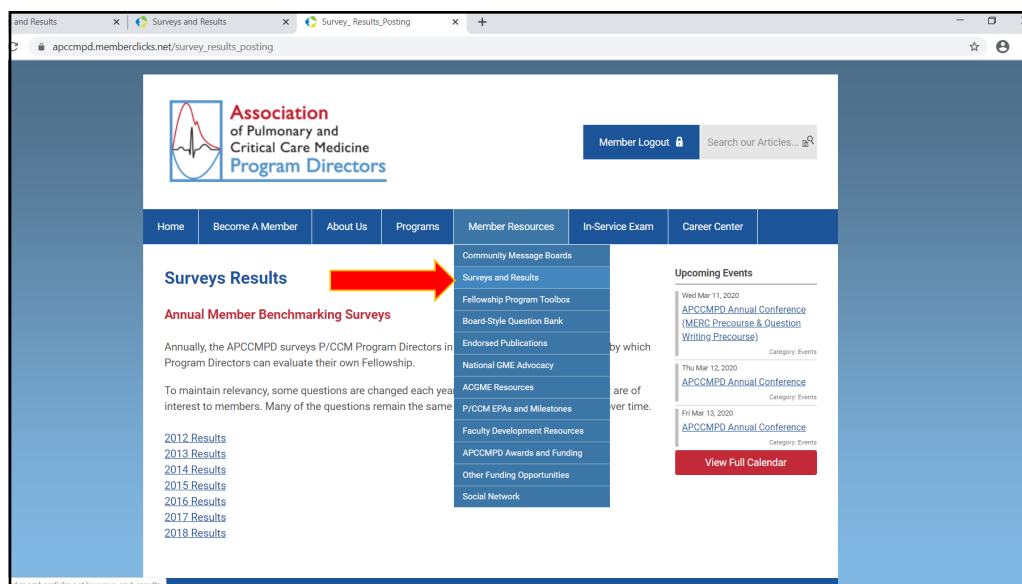 and Results
Surveys and Results
Survey_ Results_Posting
apccmpd.memberclicks.net/survey_results_posting
Association
of Pulmonary and
Critical Care Medicine
Program Directors
Member Logout
Search our Articles...
Home
Become A Member
About Us
Programs
Member Resources
In-Service Exam
Career Center
Community Message Boards
Surveys and Results
Fellowship Program Toolbox
Board-Style Question Bank
Endorsed Publications
National GME Advocacy
ACGME Resources
P/CCM EPAs and Milestones
Faculty Development Resources
APCCMPD Awards and Funding
Other Funding Opportunities
Social Network
Surveys Results
Annual Member Benchmarking Surveys
Annually, the APCCMPD surveys P/CCM Program Directors in by which
Program Directors can evaluate their own Fellowship.
To maintain relevancy, some questions are changed each yea are of
interest to members. Many of the questions remain the same over time.
2012 Results
2013 Results
2014 Results
2015 Results
2016 Results
2017 Results
2018 Results
Upcoming Events
Wed Mar 11, 2020
APCCMPD Annual Conference
(MERC Precourse & Question
Writing Precourse)
Category: Events
Thu Mar 12, 2020
APCCMPD Annual Conference
Category: Events
Fri Mar 13, 2020
APCCMPD Annual Conference
Category: Events
View Full Calendar